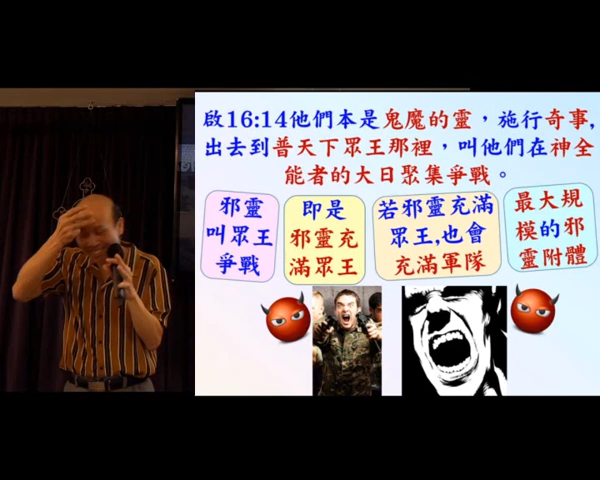 啟16:14他們本是鬼魔的靈，施行奇事,
出去到普天下眾王那裡，叫他們在神全
能者的大日聚集爭戰。
邪靈
叫眾王
爭戰
即是
邪靈充
滿眾王
若邪靈充滿
眾王,也會
充滿軍隊
最大規
模的邪
靈附體